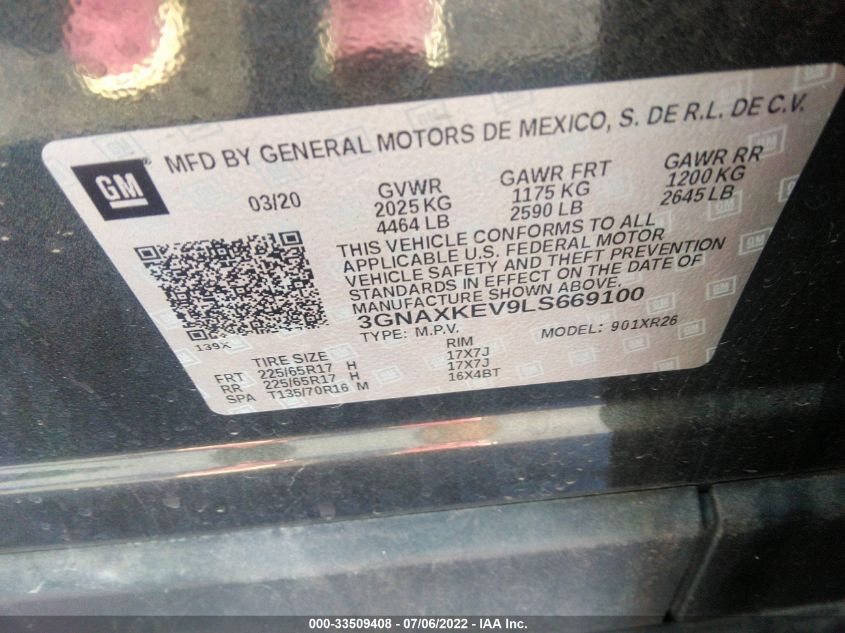 MFD BY GENERAL MOTORS DE MEXICO, S. DE R.L. DE C.V.
GM
03/20
GVWR
2025 KG
4464 LB
GAWR FRT
1175 KG
2590 LB
GAWR RR
1200 KG
2645 LB
THIS VEHICLE CONFORMS TO ALL
APPLICABLE U.S. FEDERAL MOTOR
VEHICLE SAFETY AND THEFT PREVENTION
STANDARDS IN EFFECT ON THE DATE OF
MANUFACTURE SHOWN ABOVE.
3GNAXKEV9LS669100
TYPE: M.P.V. MODEL: 901XR26
139X
TIRE SIZE RIM
FRT 225/65R17 H 17X7J
RR 225/65R17 H 17X7J
SPA T135/70R16 M 16X4BT
000-33509408 - 07/06/2022 - IAA Inc.